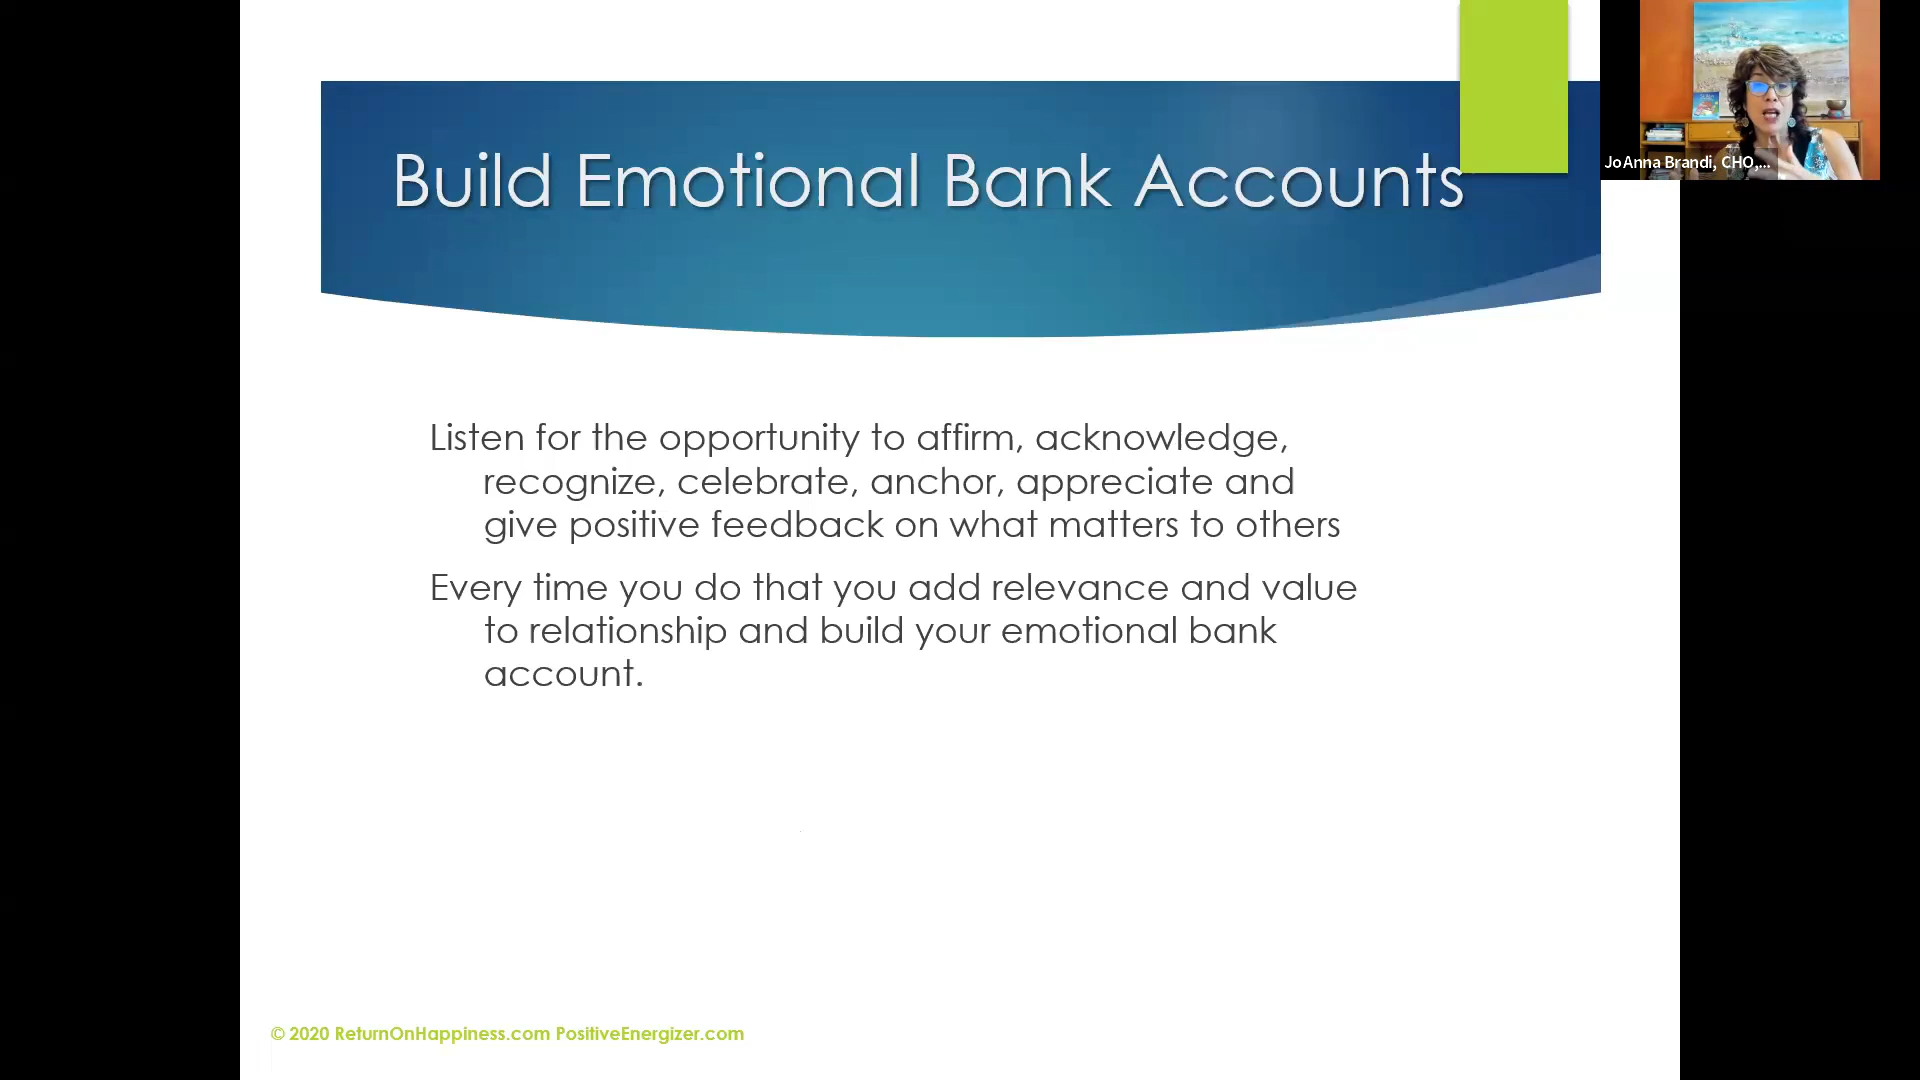 Build Emotional Bank Accounts
JoAnna Brandi, CHO,...
Listen for the opportunity to affirm, acknowledge,
recognize, celebrate, anchor, appreciate and
give positive feedback on what matters to others
Every time you do that you add relevance and value
to relationship and build your emotional bank
account.
© 2020 ReturnOnHappiness.com PositiveEnergizer.com